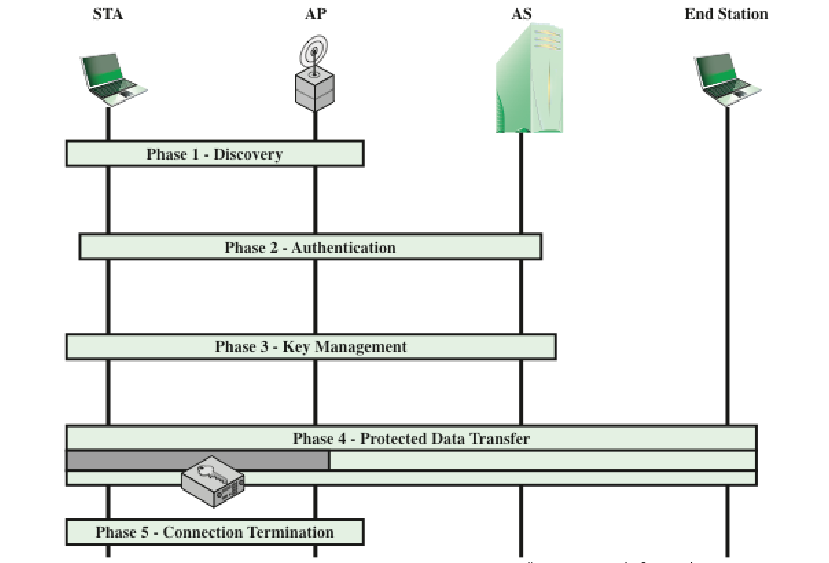 STA
AP
AS
End Station
Phase 1 - Discovery
Phase 2 - Authentication
Phase 3 - Key Management
Phase 4 - Protected Data Transfer
Phase 5 - Connection Termination